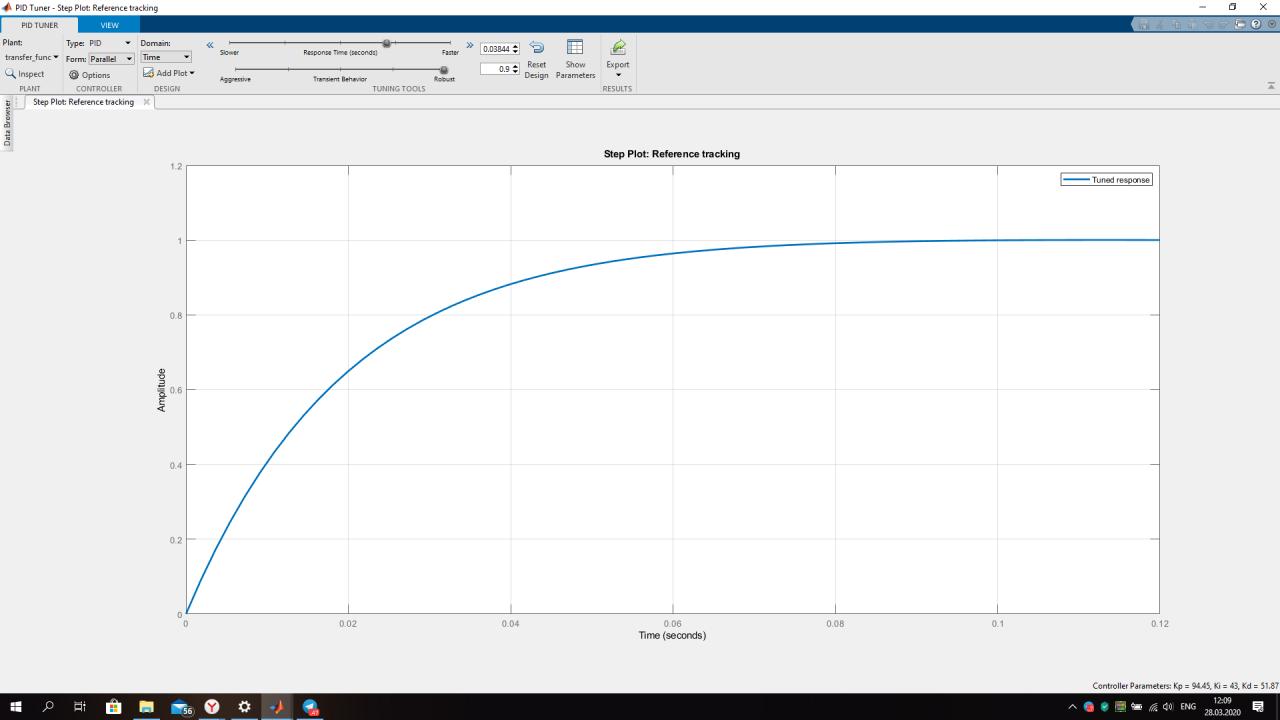 PID Tuner - Step Plot: Reference tracking
PID TUNER
VIEW
Plant:
transfer_func
Inspect
PLANT
Type: PID
Form: Parallel
Options
CONTROLLER
Domain:
Time
Add Plot
DESIGN
Slower
Response Time (seconds)
Faster
Aggressive
Transient Behavior
Robust
0.03844
0.9
TUNING TOOLS
Reset
Design
Show
Parameters
Export
RESULTS
Data Browser
Step Plot: Reference tracking
Step Plot: Reference tracking
Tuned response
Amplitude
1.2
1
0.8
0.6
0.4
0.2
0
0
0.02
0.04
0.06
0.08
0.1
0.12
Time (seconds)
Controller Parameters: Kp = 94.45, Ki = 43, Kd = 51.87
56
ENG
12:09
28.03.2020